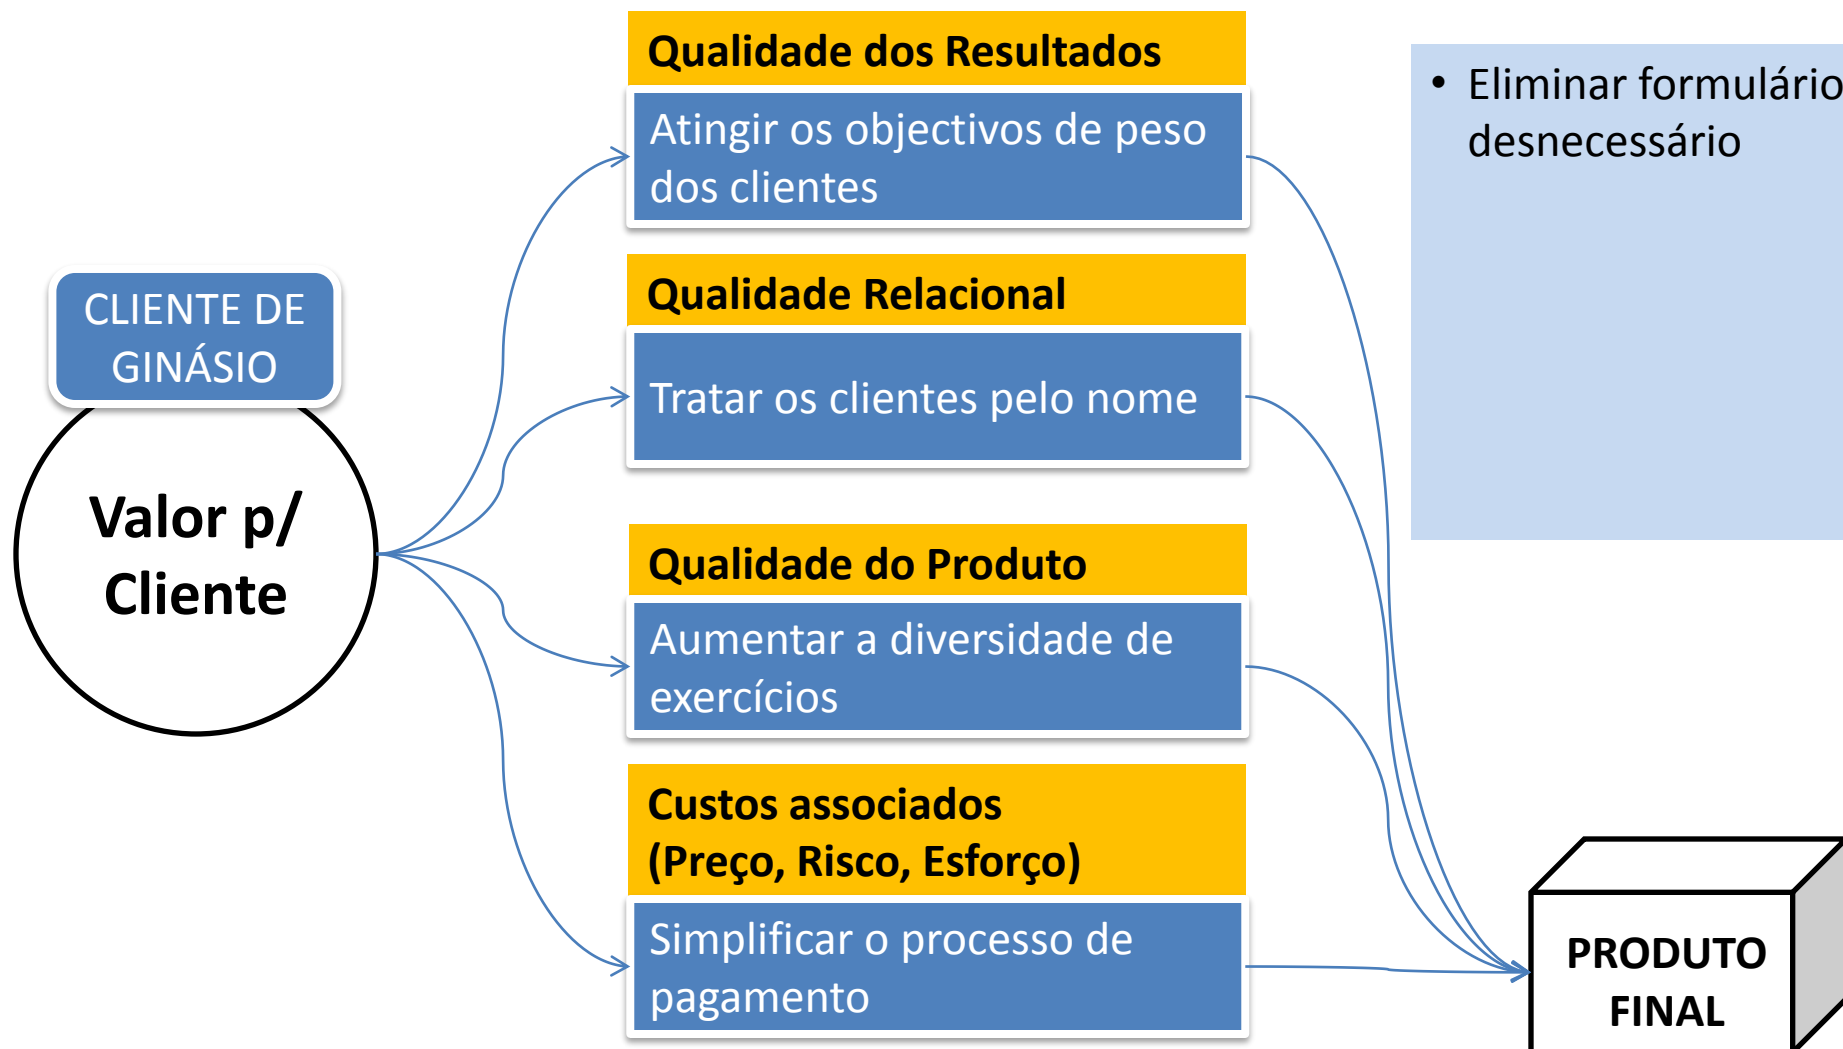 CLIENTE DE
GINÁSIO
Valor p/
Cliente
Qualidade dos Resultados
Atingir os objectivos de peso
dos clientes
Qualidade Relacional
Tratar os clientes pelo nome
Qualidade do Produto
Aumentar a diversidade de
exercícios
Custos associados
(Preço, Risco, Esforço)
Simplificar o processo de
pagamento
• Eliminar formulário
desnecessário
PRODUTO
FINAL